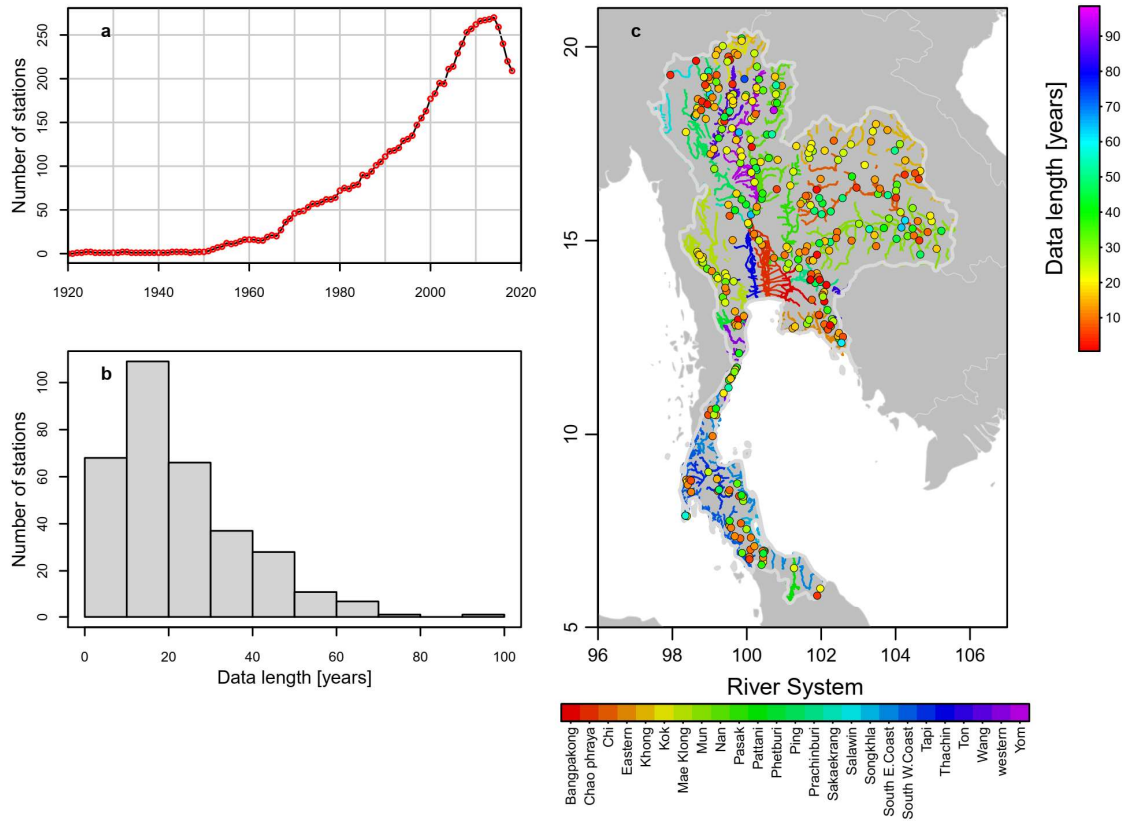 a
Number of stations
250
200
150
100
50
0
1920 1940 1960 1980 2000 2020
b
Number of stations
100
80
60
40
20
0
0 20 40 60 80 100
Data length [years]
c
20
15
10
5
96 98 100 102 104 106
Data length [years]
90
80
70
60
50
40
30
20
10
River System
Bangpakong
Chao phraya
Chi
Eastern
Khong
Kok
Mae Klong
Mun
Nan
Pasak
Pattani
Phetburi
Ping
Prachinburi
Sakaekrang
Salawin
Songkhla
South E.Coast
South W.Coast
Tapi
Thachin
Ton
Wang
western
Yom